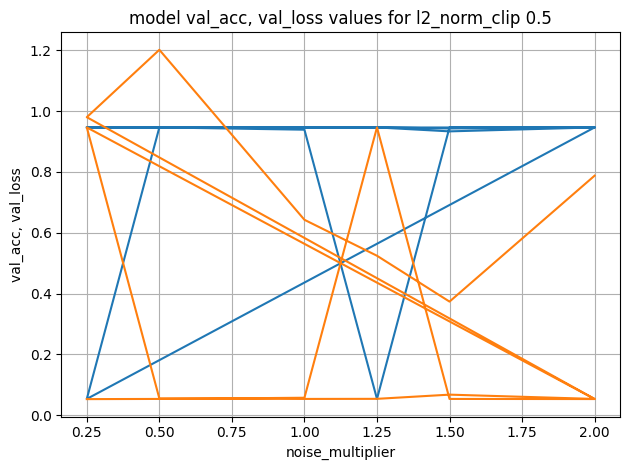 model val_acc, val_loss values for l2_norm_clip 0.5
val_acc, val_loss
1.2
1.0
0.8
0.6
0.4
0.2
0.0
0.25 0.50 0.75 1.00 1.25 1.50 1.75 2.00
noise_multiplier